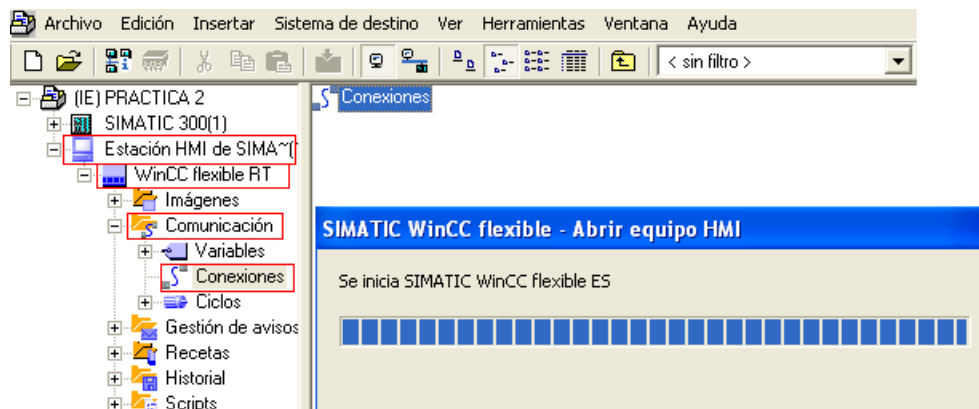 Archivo Edición Insertar Sistema de destino Ver Herramientas Ventana Ayuda
< sin filtro >
(IE) PRACTICA 2
SIMATIC 300(1)
Estación HMI de SIMA~(
WinCC flexible RT
Imágenes
Comunicación
Variables
Conexiones
Ciclos
Gestión de avisos
Recetas
Historial
Scripts
Conexiones
SIMATIC WinCC flexible - Abrir equipo HMI
Se inicia SIMATIC WinCC flexible ES